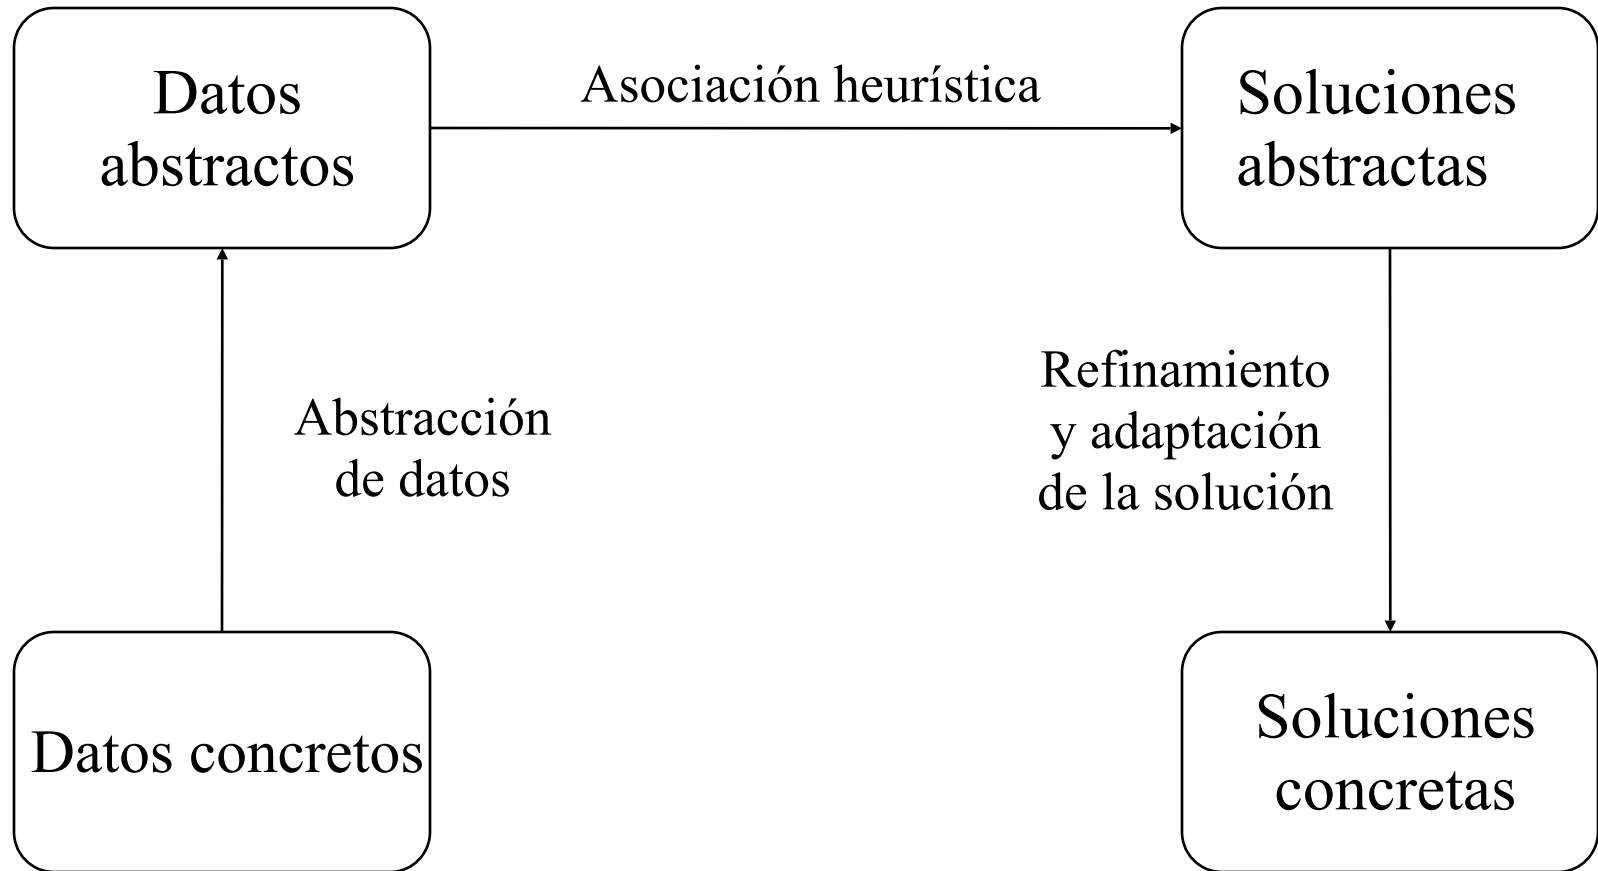 Datos
abstractos
Asociación heurística
Soluciones
abstractas
Abstracción
de datos
Refinamiento
y adaptación
de la solución
Datos concretos
Soluciones
concretas